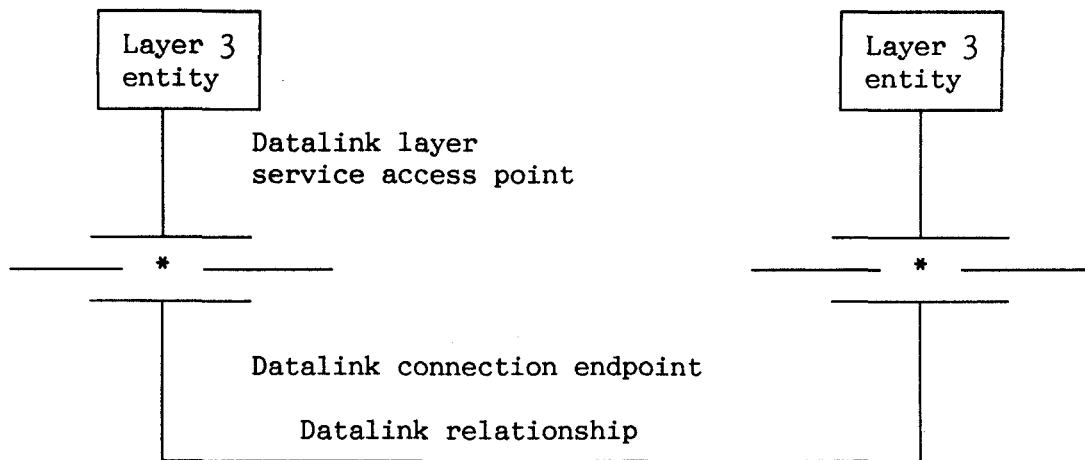 Layer 3
entity
Layer 3
entity
Datalink layer
service access point
*
*
Datalink connection endpoint
Datalink relationship